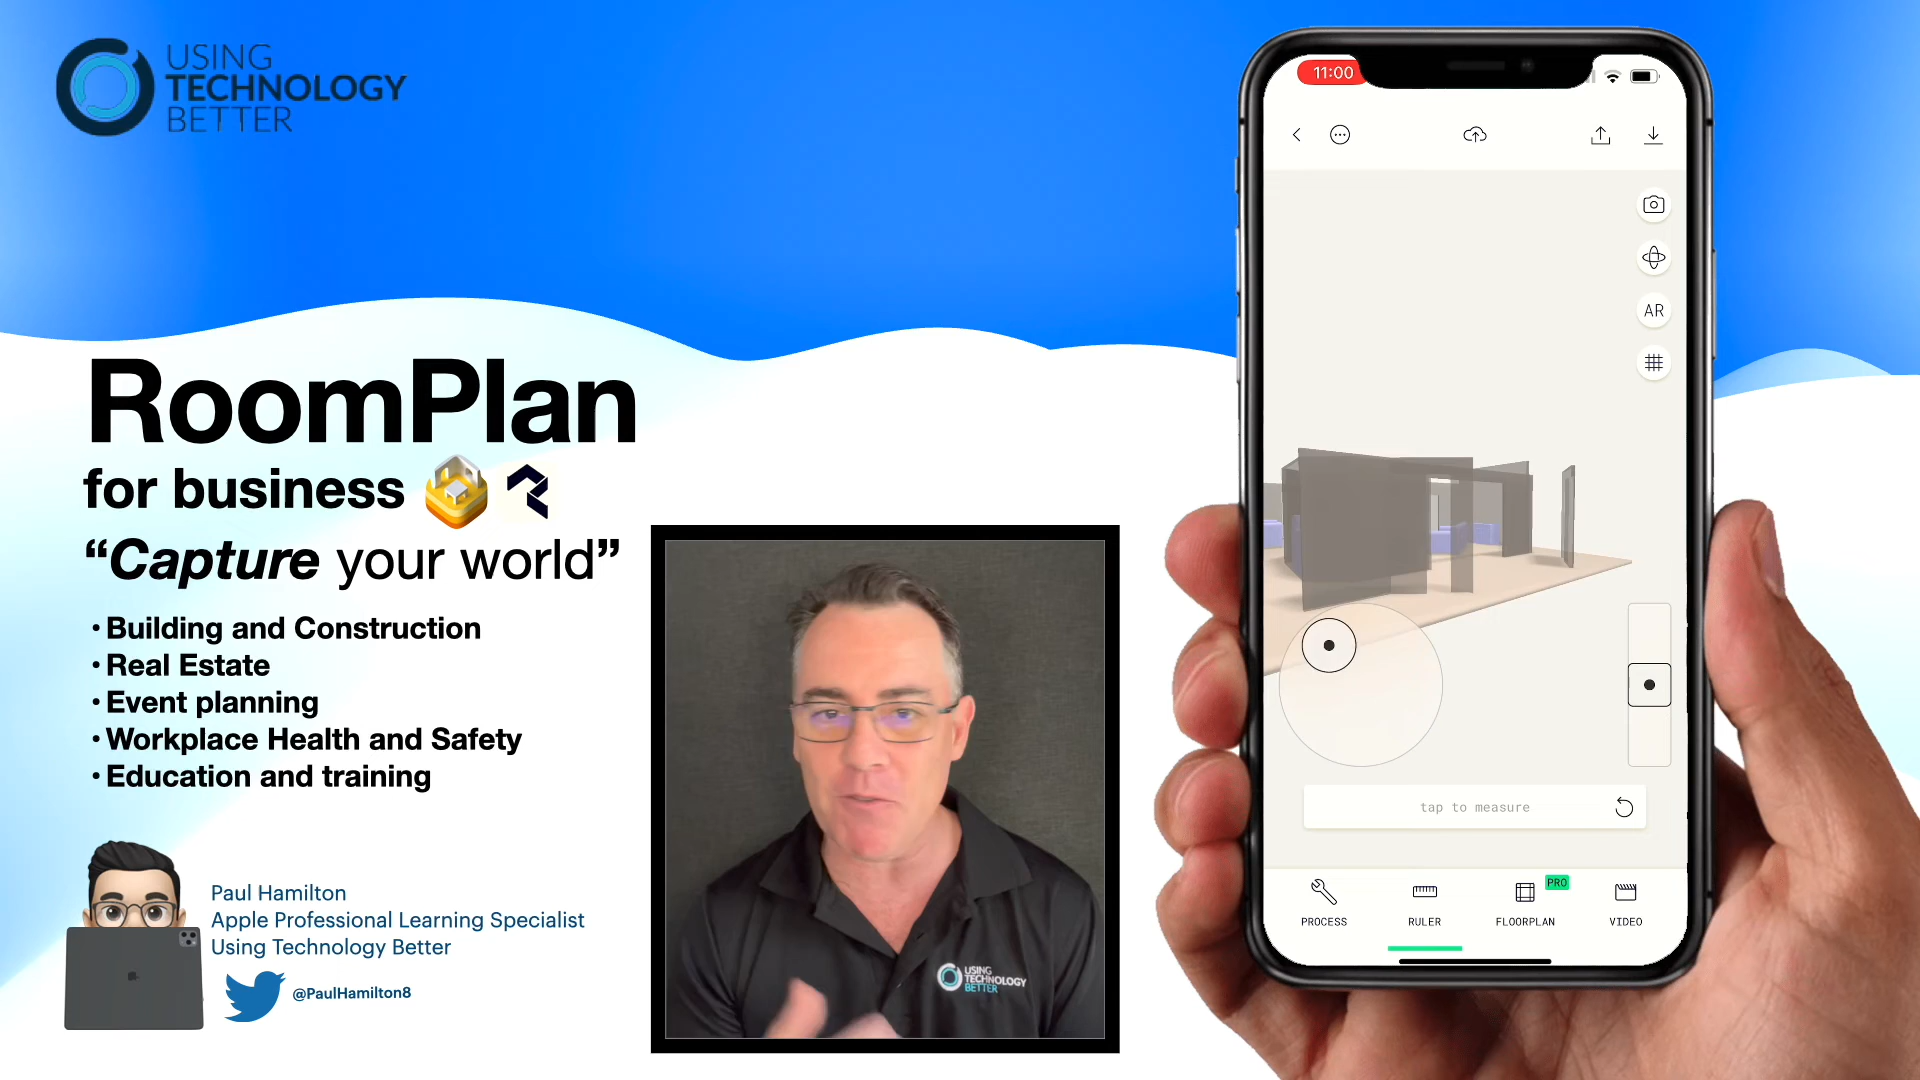 USING
TECHNOLOGY
BETTER
RoomPlan
for business
“Capture your world”
• Building and Construction
• Real Estate
• Event planning
• Workplace Health and Safety
• Education and training
Paul Hamilton
Apple Professional Learning Specialist
Using Technology Better
@PaulHamilton8
USING
TECHNOLOGY
BETTER
11:00
AR
tap to measure
PRO
PROCESS RULER FLOORPLAN VIDEO